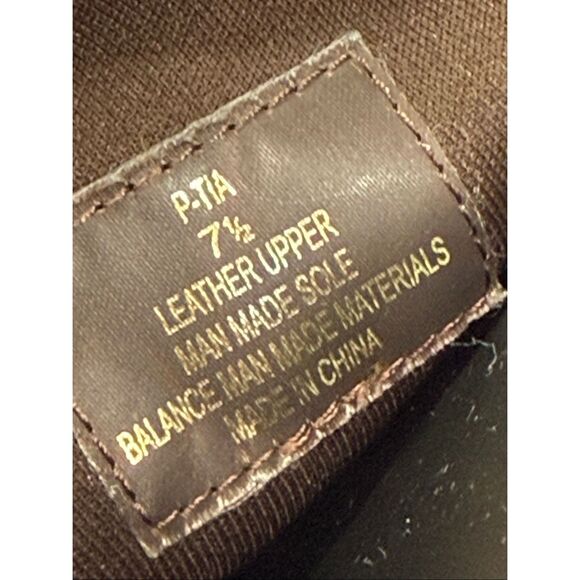 P-TIA
7½
LEATHER UPPER
MAN MADE SOLE
BALANCE MAN MADE MATERIALS
MADE IN CHINA